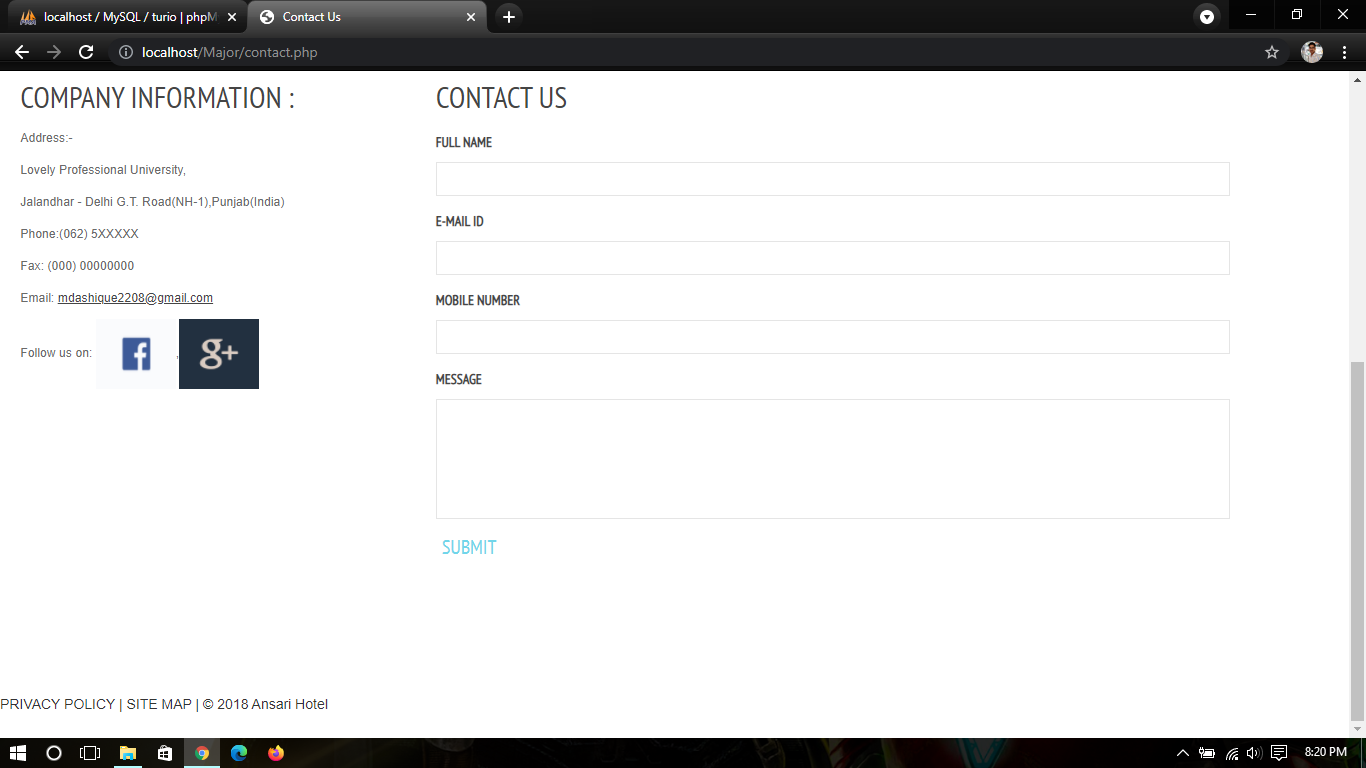 localhost / MySQL / turio | phpM
Contact Us
localhost/Major/contact.php
COMPANY INFORMATION :
Address:-
Lovely Professional University,
Jalandhar - Delhi G.T. Road(NH-1),Punjab(India)
Phone:(062) 5XXXXX
Fax: (000) 00000000
Email: mdashique2208@gmail.com
Follow us on: f , g+
CONTACT US
FULL NAME
E-MAIL ID
MOBILE NUMBER
MESSAGE
SUBMIT
PRIVACY POLICY | SITE MAP | © 2018 Ansari Hotel
8:20 PM